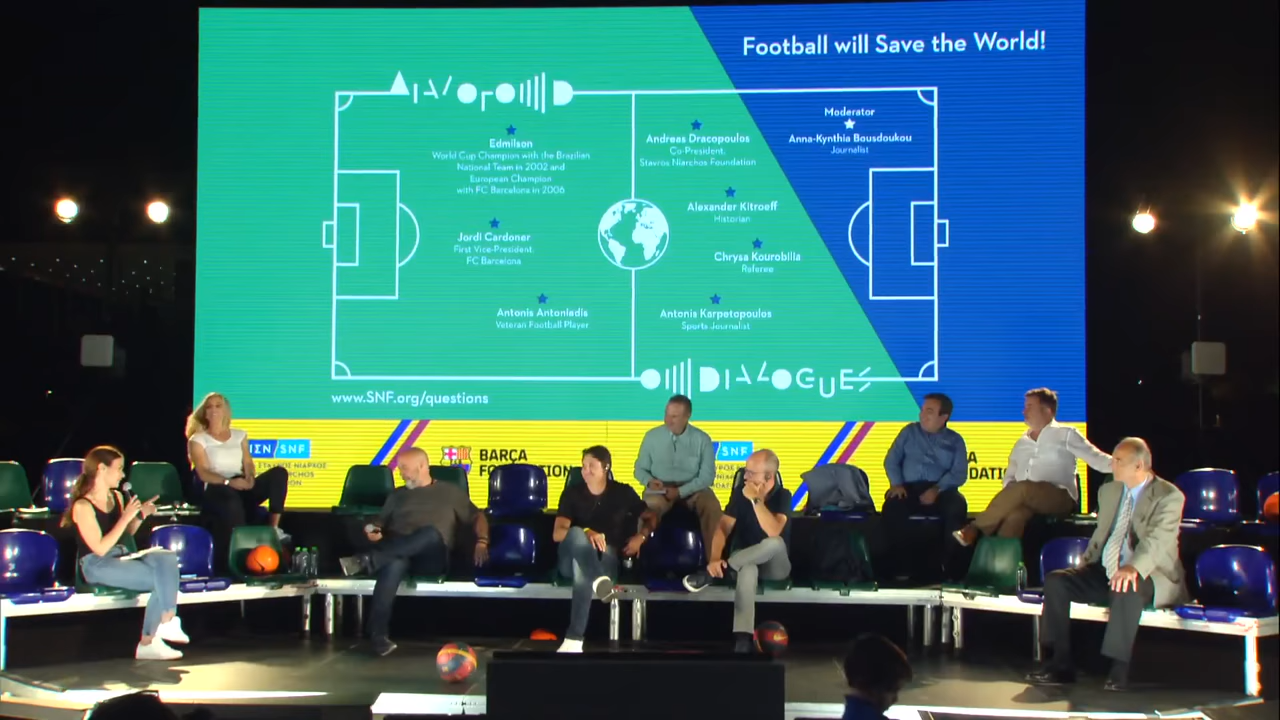 Football will Save the World!
ΔΙΑΛΟΓΟΙ
Edmilson
World Cup Champion with the Brazilian
National Team in 2002 and
European Champion
with FC Barcelona in 2006
Jordi Cardoner
First Vice-President,
FC Barcelona
Antonis Antoniadis
Veteran Football Player
Andreas Dracopoulos
Co-President,
Stavros Niarchos Foundation
Alexander Kitroeff
Historian
Chrysa Kourobilla
Referee
Antonis Karpetopoulos
Sports Journalist
Moderator
Anna-Kynthia Bousdoukou
Journalist
DIALOGUES
www.SNF.org/questions
ΙΣΝ/SNF
ΣΤΑΥΡΟΣ ΝΙΑΡΧΟΣ
BARÇA
FOUNDATION
SNF